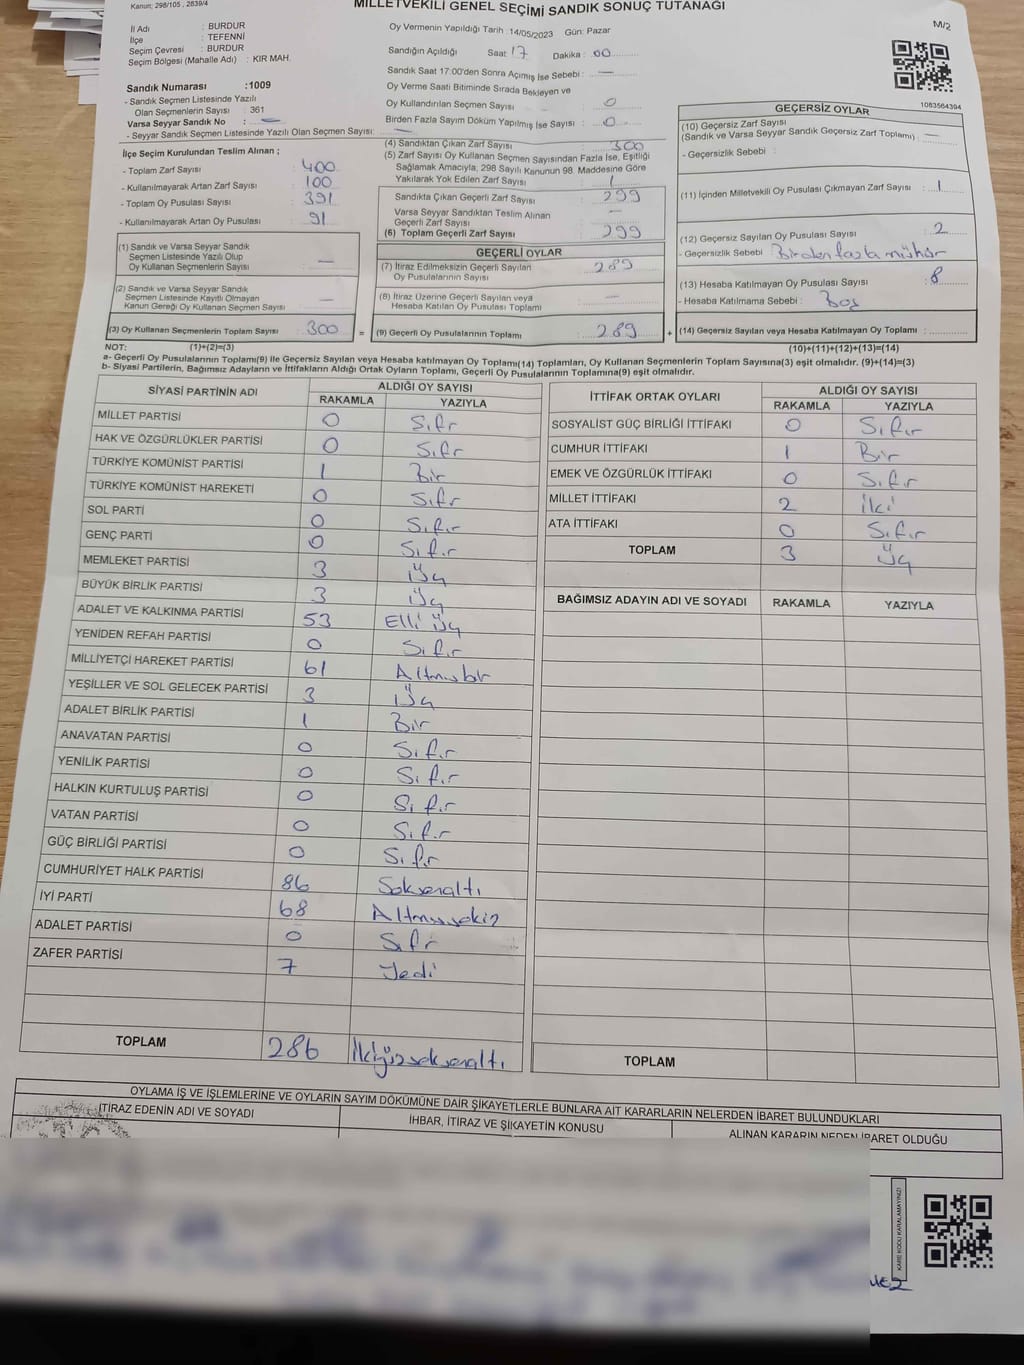 Kanun; 298/105 , 2839/4
MİLLETVEKİLİ GENEL SEÇİMİ SANDIK SONUÇ TUTANAĞI
M/2
İl Adı : BURDUR
İlçe : TEFENNİ
Seçim Çevresi : BURDUR
Seçim Bölgesi (Mahalle Adı) : KIR MAH.
Oy Vermenin Yapıldığı Tarih :14/05/2023 Gün: Pazar
Sandığın Açıldığı Saat: 17 Dakika : 00
Sandık Saat 17:00'den Sonra Açımış İse Sebebi : —
Oy Verme Saati Bitiminde Sırada Bekleyen ve
Oy Kullandırılan Seçmen Sayısı : 0
Birden Fazla Sayım Döküm Yapılmış İse Sayısı : 0
Sandık Numarası :1009
- Sandık Seçmen Listesinde Yazılı
Olan Seçmenlerin Sayısı : 361
Varsa Seyyar Sandık No : —
- Seyyar Sandık Seçmen Listesinde Yazılı Olan Seçmen Sayısı: —
1083564394
İlçe Seçim Kurulundan Teslim Alınan ;
- Toplam Zarf Sayısı : 400
- Kullanılmayarak Artan Zarf Sayısı : 100
- Toplam Oy Pusulası Sayısı : 391
- Kullanılmayarak Artan Oy Pusulası : 91
(1) Sandık ve Varsa Seyyar Sandık
Seçmen Listesinde Yazılı Olup
Oy Kullanan Seçmenlerin Sayısı : —
(2) Sandık ve Varsa Seyyar Sandık
Seçmen Listesinde Kayıtlı Olmayan
Kanun Gereği Oy Kullanan Seçmen Sayısı : —
(3) Oy Kullanan Seçmenlerin Toplam Sayısı : 300 =
(4) Sandıktan Çıkan Zarf Sayısı : 300
(5) Zarf Sayısı Oy Kullanan Seçmen Sayısından Fazla İse, Eşitliği
Sağlamak Amacıyla, 298 Sayılı Kanunun 98. Maddesine Göre
Yakılarak Yok Edilen Zarf Sayısı : 1
Sandıkta Çıkan Geçerli Zarf Sayısı : 299
Varsa Seyyar Sandıktan Teslim Alınan
Geçerli Zarf Sayısı : —
(6) Toplam Geçerli Zarf Sayısı : 299
GEÇERLİ OYLAR
(7) İtiraz Edilmeksizin Geçerli Sayılan
Oy Pusulalarının Sayısı : 289
(8) İtiraz Üzerine Geçerli Sayılan veya
Hesaba Katılan Oy Pusulası Toplamı : —
(9) Geçerli Oy Pusulalarının Toplamı : 289 +
GEÇERSİZ OYLAR
(10) Geçersiz Zarf Sayısı
(Sandık ve Varsa Seyyar Sandık Geçersiz Zarf Toplamı) : —
- Geçersizlik Sebebi :
(11) İçinden Milletvekili Oy Pusulası Çıkmayan Zarf Sayısı : 1
(12) Geçersiz Sayılan Oy Pusulası Sayısı : 2
- Geçersizlik Sebebi : Birden fazla mühür
(13) Hesaba Katılmayan Oy Pusulası Sayısı : 8
- Hesaba Katılmama Sebebi : Boş
(14) Geçersiz Sayılan veya Hesaba Katılmayan Oy Toplamı :
NOT: (1)+(2)=(3)
(10)+(11)+(12)+(13)=(14)
a- Geçerli Oy Pusulalarının Toplamı(9) ile Geçersiz Sayılan veya Hesaba katılmayan Oy Toplamı(14) Toplamları, Oy Kullanan Seçmenlerin Toplam Sayısına(3) eşit olmalıdır. (9)+(14)=(3)
b- Siyasi Partilerin, Bağımsız Adayların ve İttifakların Aldığı Ortak Oyların Toplamı, Geçerli Oy Pusulalarının Toplamına(9) eşit olmalıdır.
SİYASİ PARTİNİN ADI ALDIĞI OY SAYISI
RAKAMLA YAZIYLA
MİLLET PARTİSİ 0 Sıfır
HAK VE ÖZGÜRLÜKLER PARTİSİ 0 Sıfır
TÜRKİYE KOMÜNİST PARTİSİ 1 Bir
TÜRKİYE KOMÜNİST HAREKETİ 0 Sıfır
SOL PARTİ 0 Sıfır
GENÇ PARTİ 0 Sıfır
MEMLEKET PARTİSİ 3 Üç
BÜYÜK BİRLİK PARTİSİ 3 Üç
ADALET VE KALKINMA PARTİSİ 53 Elli Üç
YENİDEN REFAH PARTİSİ 0 Sıfır
MİLLİYETÇİ HAREKET PARTİSİ 61 Altmışbir
YEŞİLLER VE SOL GELECEK PARTİSİ 3 Üç
ADALET BİRLİK PARTİSİ 1 Bir
ANAVATAN PARTİSİ 0 Sıfır
YENİLİK PARTİSİ 0 Sıfır
HALKIN KURTULUŞ PARTİSİ 0 Sıfır
VATAN PARTİSİ 0 Sıfır
GÜÇ BİRLİĞİ PARTİSİ 0 Sıfır
CUMHURİYET HALK PARTİSİ 86 Seksenaltı
İYİ PARTİ 68 Altmışsekiz
ADALET PARTİSİ 0 Sıfır
ZAFER PARTİSİ 7 Yedi
TOPLAM 286 İkiyüzseksenaltı
İTTİFAK ORTAK OYLARI ALDIĞI OY SAYISI
RAKAMLA YAZIYLA
SOSYALİST GÜÇ BİRLİĞİ İTTİFAKI 0 Sıfır
CUMHUR İTTİFAKI 1 Bir
EMEK VE ÖZGÜRLÜK İTTİFAKI 0 Sıfır
MİLLET İTTİFAKI 2 İki
ATA İTTİFAKI 0 Sıfır
TOPLAM 3 Üç
BAĞIMSIZ ADAYIN ADI VE SOYADI RAKAMLA YAZIYLA
TOPLAM
OYLAMA İŞ VE İŞLEMLERİNE VE OYLARIN SAYIM DÖKÜMÜNE DAİR ŞİKAYETLERLE BUNLARA AİT KARARLARIN NELERDEN İBARET BULUNDUKLARI
İTİRAZ EDENİN ADI VE SOYADI İHBAR, İTİRAZ VE ŞİKAYETİN KONUSU ALINAN KARARIN NEDEN İBARET OLDUĞU
KARE KODU KARALAMAYINIZ!